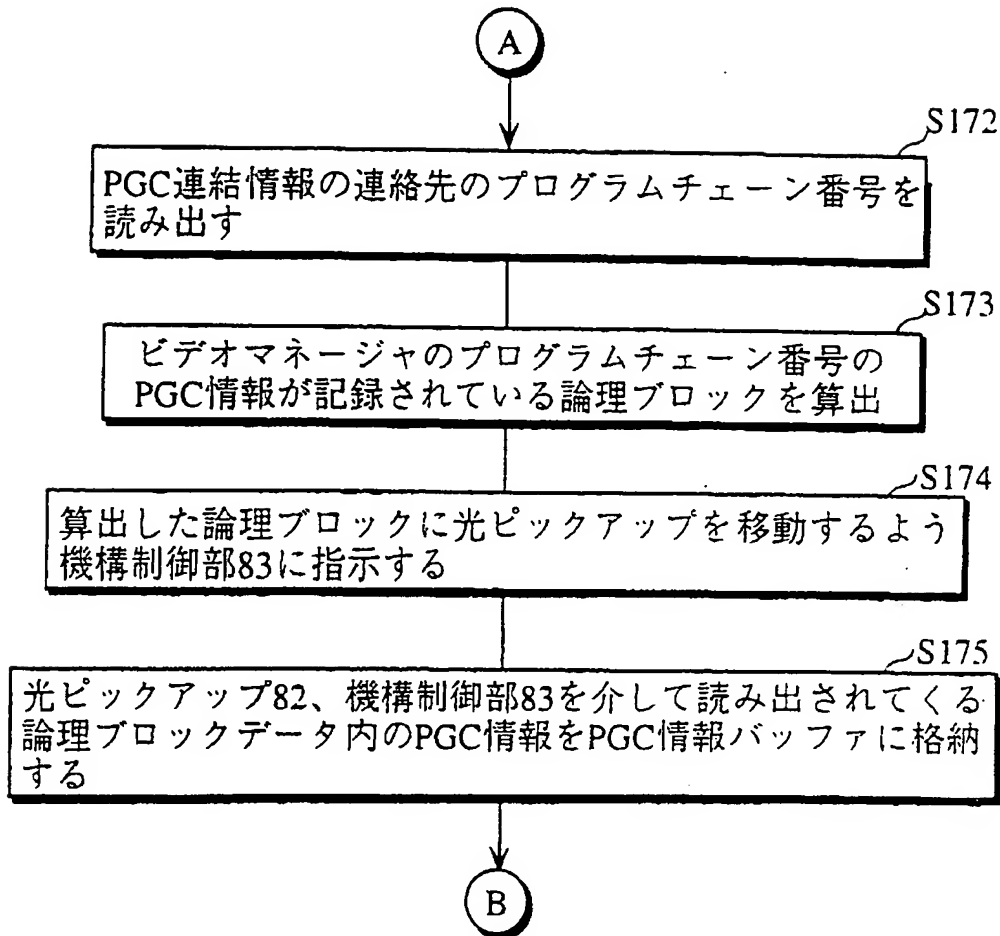 A
S172
PGC連結情報の連絡先のプログラムチェーン番号を
読み出す
S173
ビデオマネージャのプログラムチェーン番号の
PGC情報が記録されている論理ブロックを算出
S174
算出した論理ブロックに光ピックアップを移動するよう
機構制御部83に指示する
S175
光ピックアップ82、機構制御部83を介して読み出されてくる
論理ブロックデータ内のPGC情報をPGC情報バッファに格納
する
B